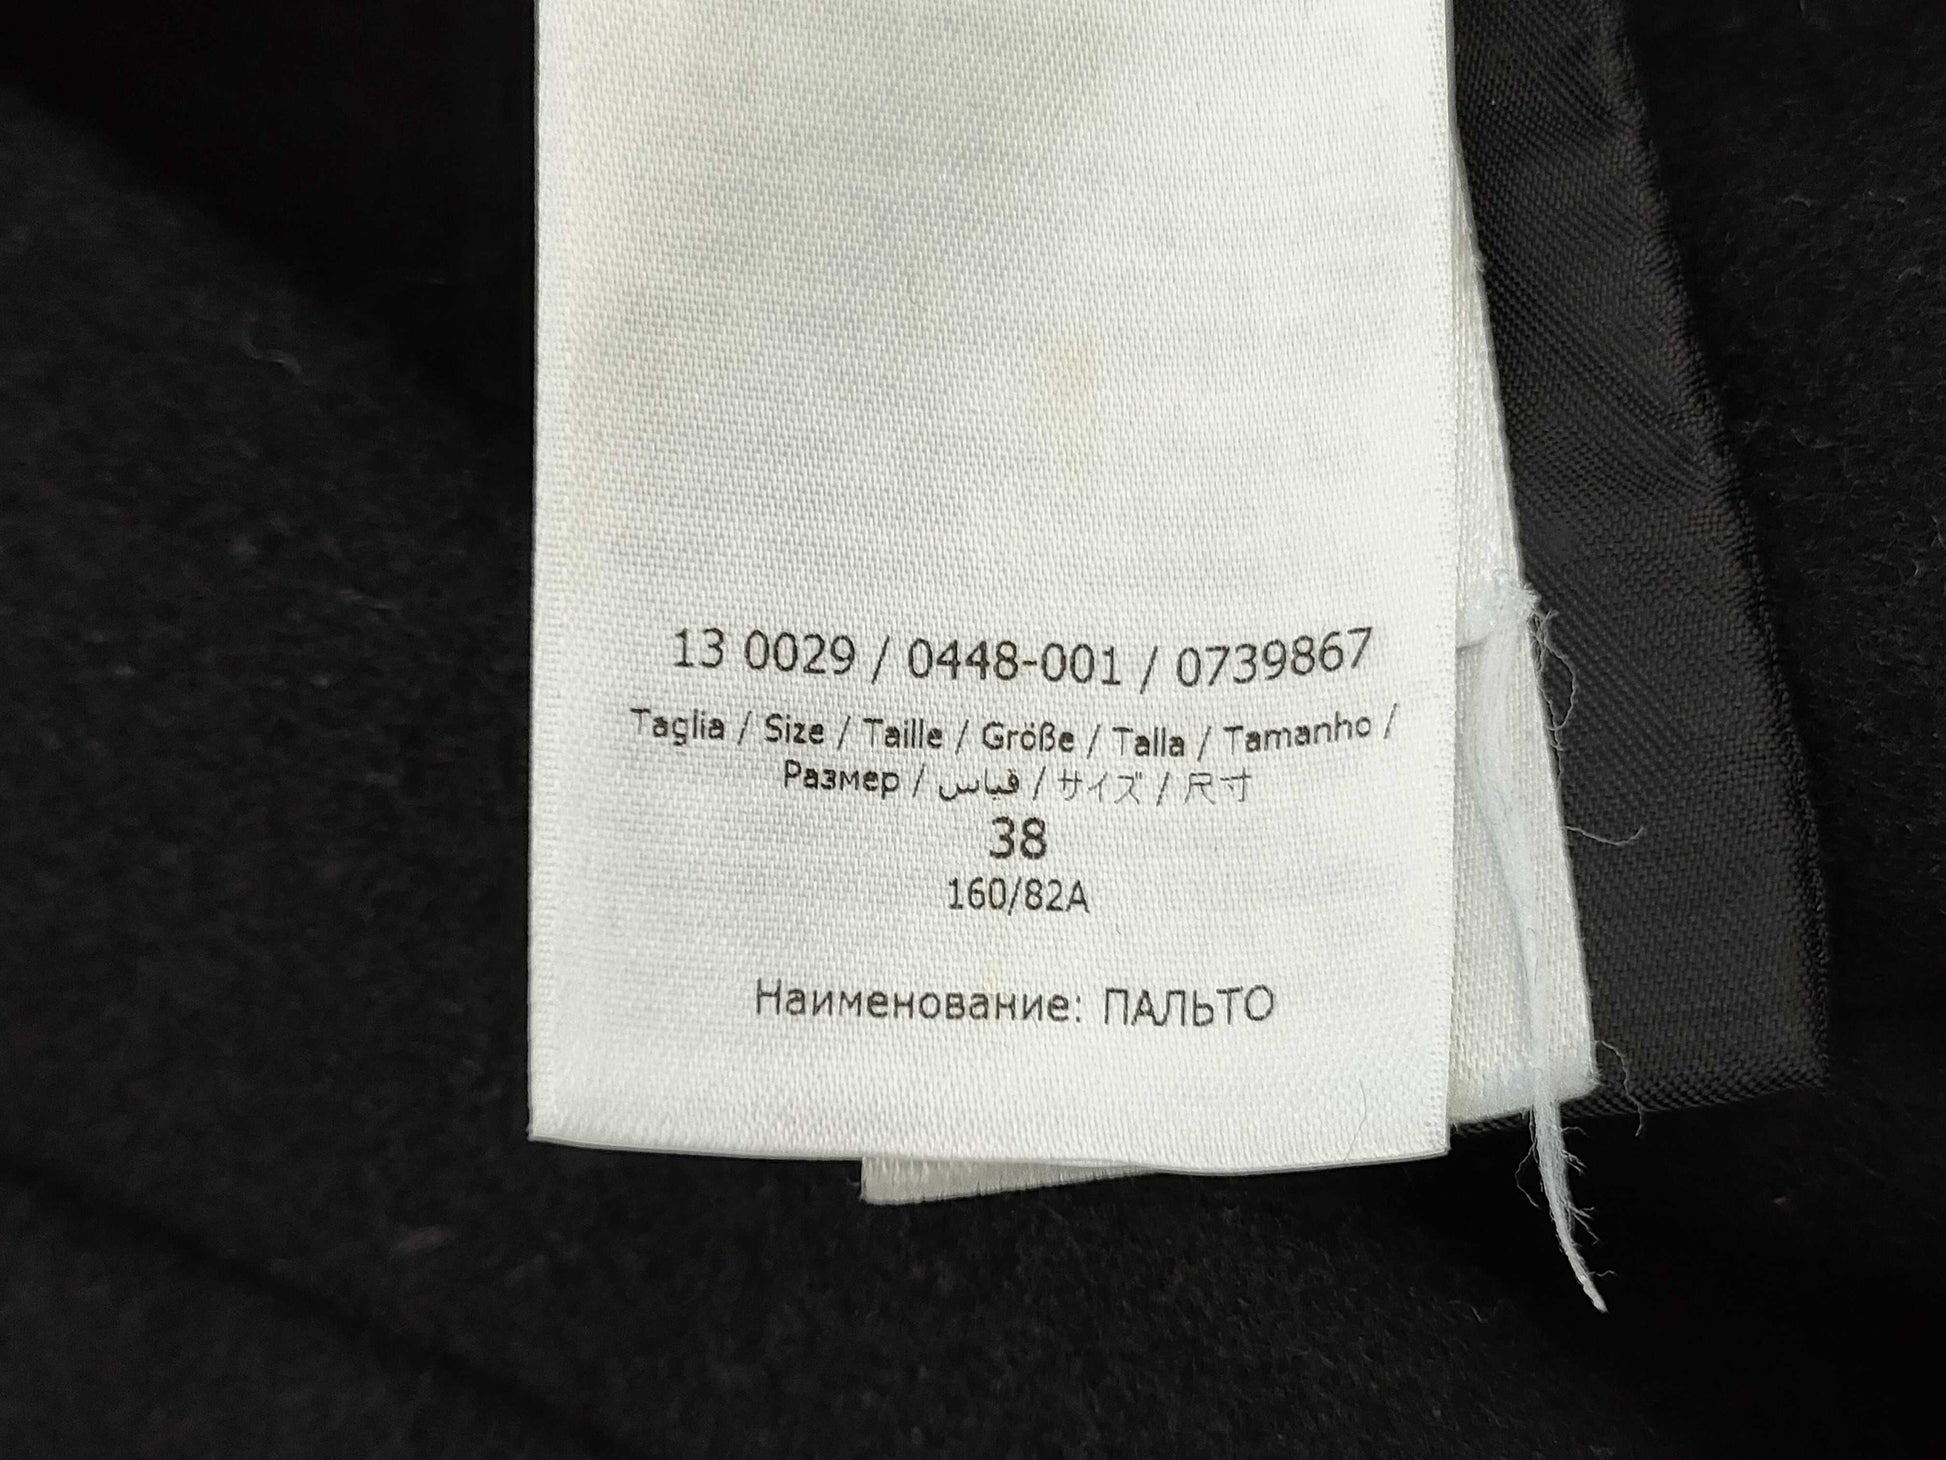 13 0029 / 0448-001 / 0739867
Taglia / Size / Taille / Größe / Talla / Tamanho /
Размер / قياس / サイズ / 尺寸
38
160/82A
Наименование: ПАЛЬТО